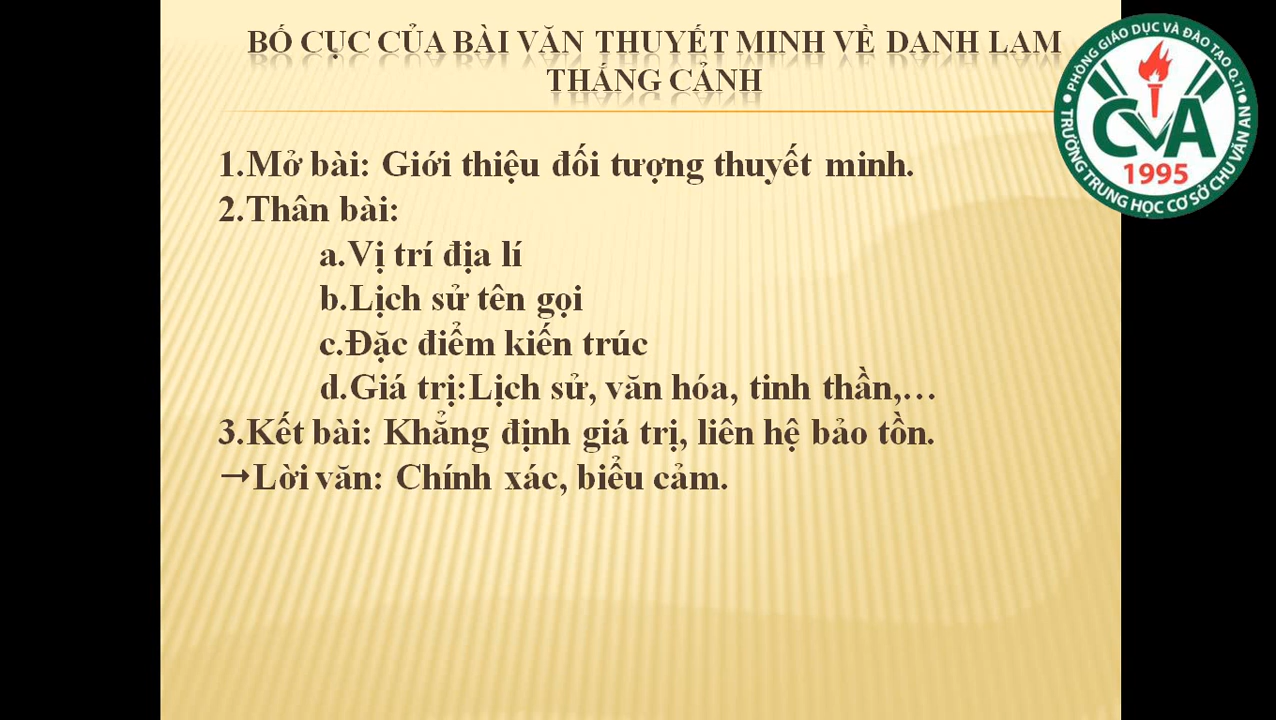 BỐ CỤC CỦA BÀI VĂN THUYẾT MINH VỀ DANH LAM
THẮNG CẢNH
PHÒNG GIÁO DỤC VÀ ĐÀO TẠO Q.11
CVA
1995
TRƯỜNG TRUNG HỌC CƠ SỞ CHU VĂN AN
1.Mở bài: Giới thiệu đối tượng thuyết minh.
2.Thân bài:
a.Vị trí địa lí
b.Lịch sử tên gọi
c.Đặc điểm kiến trúc
d.Giá trị:Lịch sử, văn hóa, tinh thần,…
3.Kết bài: Khẳng định giá trị, liên hệ bảo tồn.
→Lời văn: Chính xác, biểu cảm.